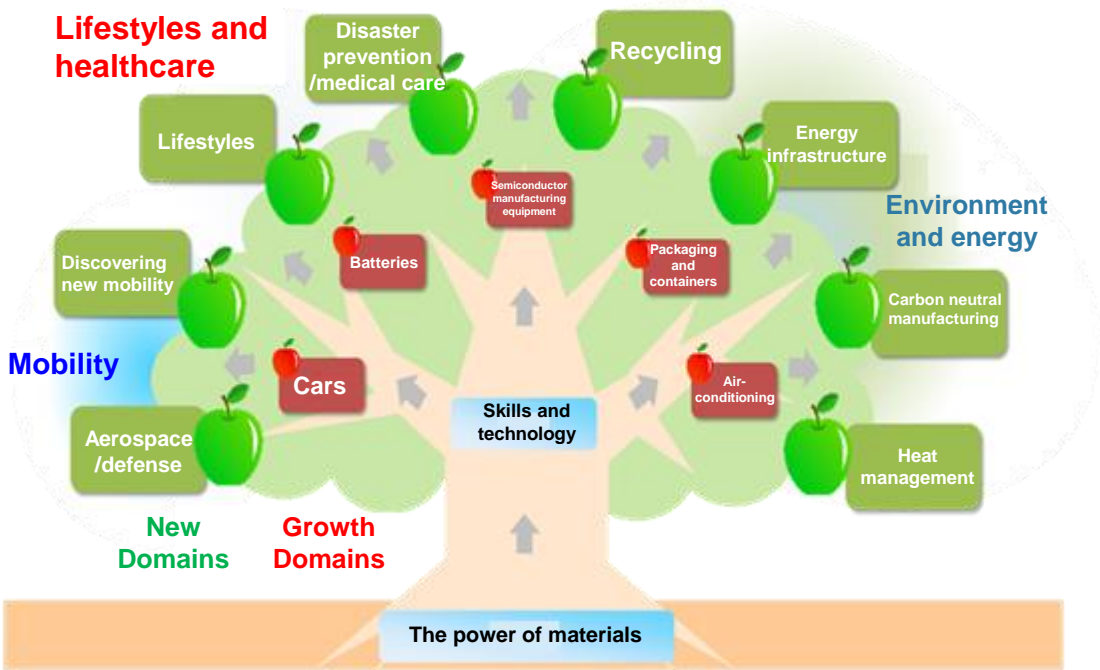 Lifestyles and
healthcare
Disaster
prevention
/medical care
Recycling
Lifestyles
Energy
infrastructure
Semiconductor
manufacturing
equipment
Environment
and energy
Discovering
new mobility
Batteries
Packaging
and
containers
Carbon neutral
manufacturing
Mobility
Cars
Air-
conditioning
Skills and
technology
Aerospace
/defense
Heat
management
New
Domains
Growth
Domains
The power of materials